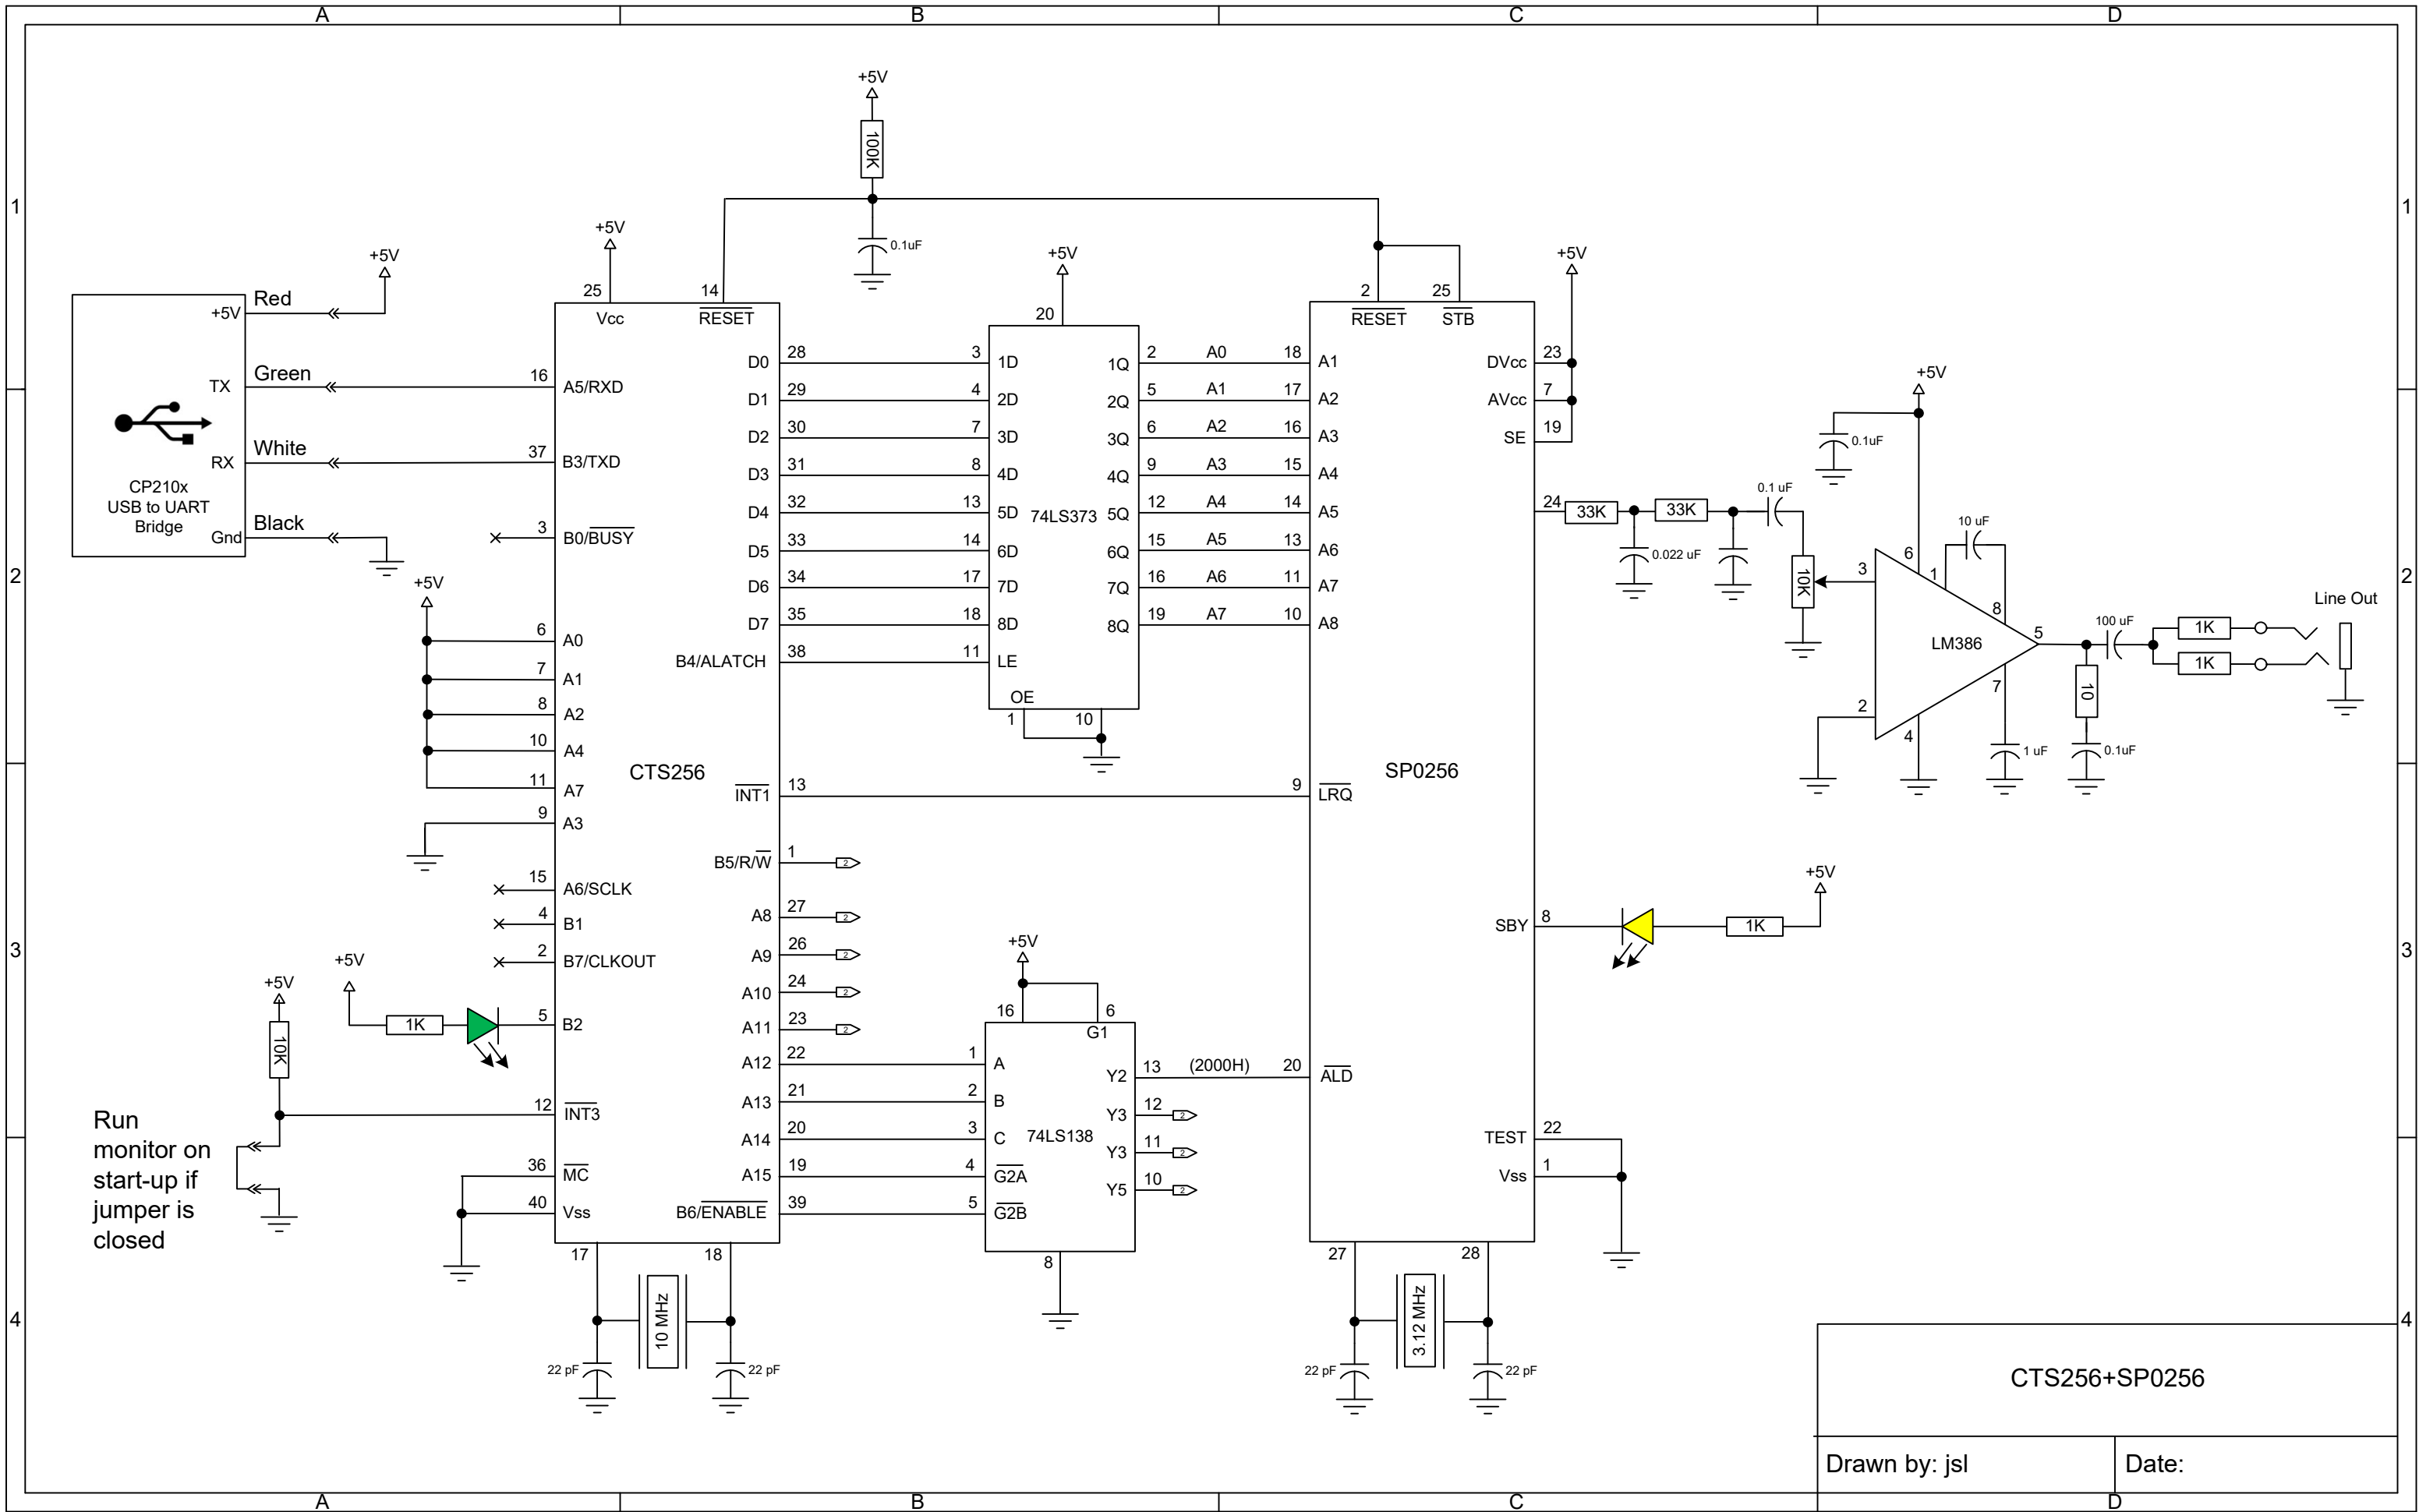 A B C D
1
2
3
4
1
2
3
4
+5V
100K
0.1uF
+5V
Red
+5V
Green
TX
White
RX
CP210x
USB to UART
Bridge
Black
Gnd
+5V
25
Vcc
14
RESET
16 A5/RXD
37 B3/TXD
3 B0/BUSY
+5V
6 A0
7 A1
8 A2
10 A4
11 A7
9 A3
15 A6/SCLK
4 B1
2 B7/CLKOUT
+5V
1K
5 B2
+5V
10K
12 INT3
Run
monitor on
start-up if
jumper is
closed
36 MC
40 Vss
CTS256
D0 28
D1 29
D2 30
D3 31
D4 32
D5 33
D6 34
D7 35
B4/ALATCH 38
INT1 13
B5/R/W 1 2
A8 27 2
A9 26 2
A10 24 2
A11 23 2
A12 22
A13 21
A14 20
A15 19
B6/ENABLE 39
17 18
10 MHz
22 pF 22 pF
+5V
20
3 1D 1Q 2 A0
4 2D 2Q 5 A1
7 3D 3Q 6 A2
8 4D 4Q 9 A3
13 5D 74LS373 5Q 12 A4
14 6D 6Q 15 A5
17 7D 7Q 16 A6
18 8D 8Q 19 A7
11 LE
OE
1 10
+5V
16 6
G1
1 A
2 B
3 C
4 G2A
5 G2B
74LS138
Y2 13 (2000H)
Y3 12 2
Y3 11 2
Y5 10 2
8
2 25
RESET STB
18 A1
17 A2
16 A3
15 A4
14 A5
13 A6
11 A7
10 A8
SP0256
9 LRQ
20 ALD
+5V
DVcc 23
AVcc 7
SE 19
24 33K 33K
0.022 uF
0.1 uF
10K
SBY 8
1K
+5V
TEST 22
Vss 1
27 28
3.12 MHz
22 pF 22 pF
+5V
0.1uF
6
1
10 uF
8
3
2
LM386
5
4
7
1 uF
10
0.1uF
100 uF
1K
1K
Line Out
CTS256+SP0256
Drawn by: jsl
Date:
A B C D